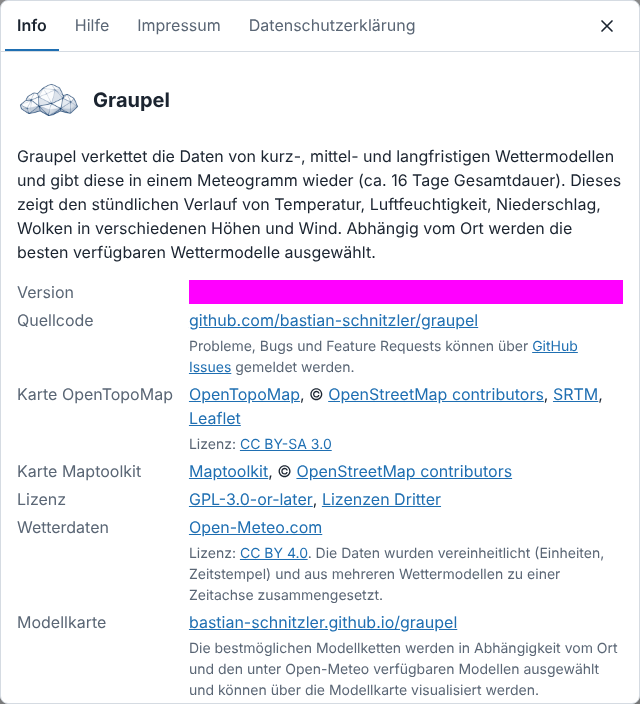 Info Hilfe Impressum Datenschutzerklärung
Graupel
Graupel verkettet die Daten von kurz-, mittel- und langfristigen Wettermodellen
und gibt diese in einem Meteogramm wieder (ca. 16 Tage Gesamtdauer). Dieses
zeigt den stündlichen Verlauf von Temperatur, Luftfeuchtigkeit, Niederschlag,
Wolken in verschiedenen Höhen und Wind. Abhängig vom Ort werden die
besten verfügbaren Wettermodelle ausgewählt.
Version
Quellcode github.com/bastian-schnitzler/graupel
Probleme, Bugs und Feature Requests können über GitHub
Issues gemeldet werden.
Karte OpenTopoMap OpenTopoMap, © OpenStreetMap contributors, SRTM,
Leaflet
Lizenz: CC BY-SA 3.0
Karte Maptoolkit Maptoolkit, © OpenStreetMap contributors
Lizenz GPL-3.0-or-later, Lizenzen Dritter
Wetterdaten Open-Meteo.com
Lizenz: CC BY 4.0. Die Daten wurden vereinheitlicht (Einheiten,
Zeitstempel) und aus mehreren Wettermodellen zu einer
Zeitachse zusammengesetzt.
Modellkarte bastian-schnitzler.github.io/graupel
Die bestmöglichen Modellketten werden in Abhängigkeit vom Ort
und den unter Open-Meteo verfügbaren Modellen ausgewählt
und können über die Modellkarte visualisiert werden.